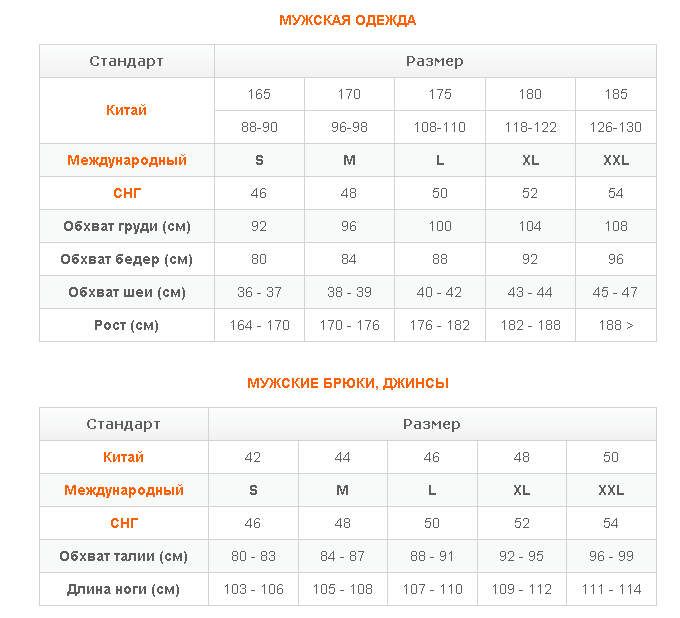 МУЖСКАЯ ОДЕЖДА
Стандарт Размер
Китай 165 170 175 180 185
88-90 96-98 108-110 118-122 126-130
Международный S M L XL XXL
СНГ 46 48 50 52 54
Обхват груди (см) 92 96 100 104 108
Обхват бедер (см) 80 84 88 92 96
Обхват шеи (см) 36 - 37 38 - 39 40 - 42 43 - 44 45 - 47
Рост (см) 164 - 170 170 - 176 176 - 182 182 - 188 188 >
МУЖСКИЕ БРЮКИ, ДЖИНСЫ
Стандарт Размер
Китай 42 44 46 48 50
Международный S M L XL XXL
СНГ 46 48 50 52 54
Обхват талии (см) 80 - 83 84 - 87 88 - 91 92 - 95 96 - 99
Длина ноги (см) 103 - 106 105 - 108 107 - 110 109 - 112 111 - 114